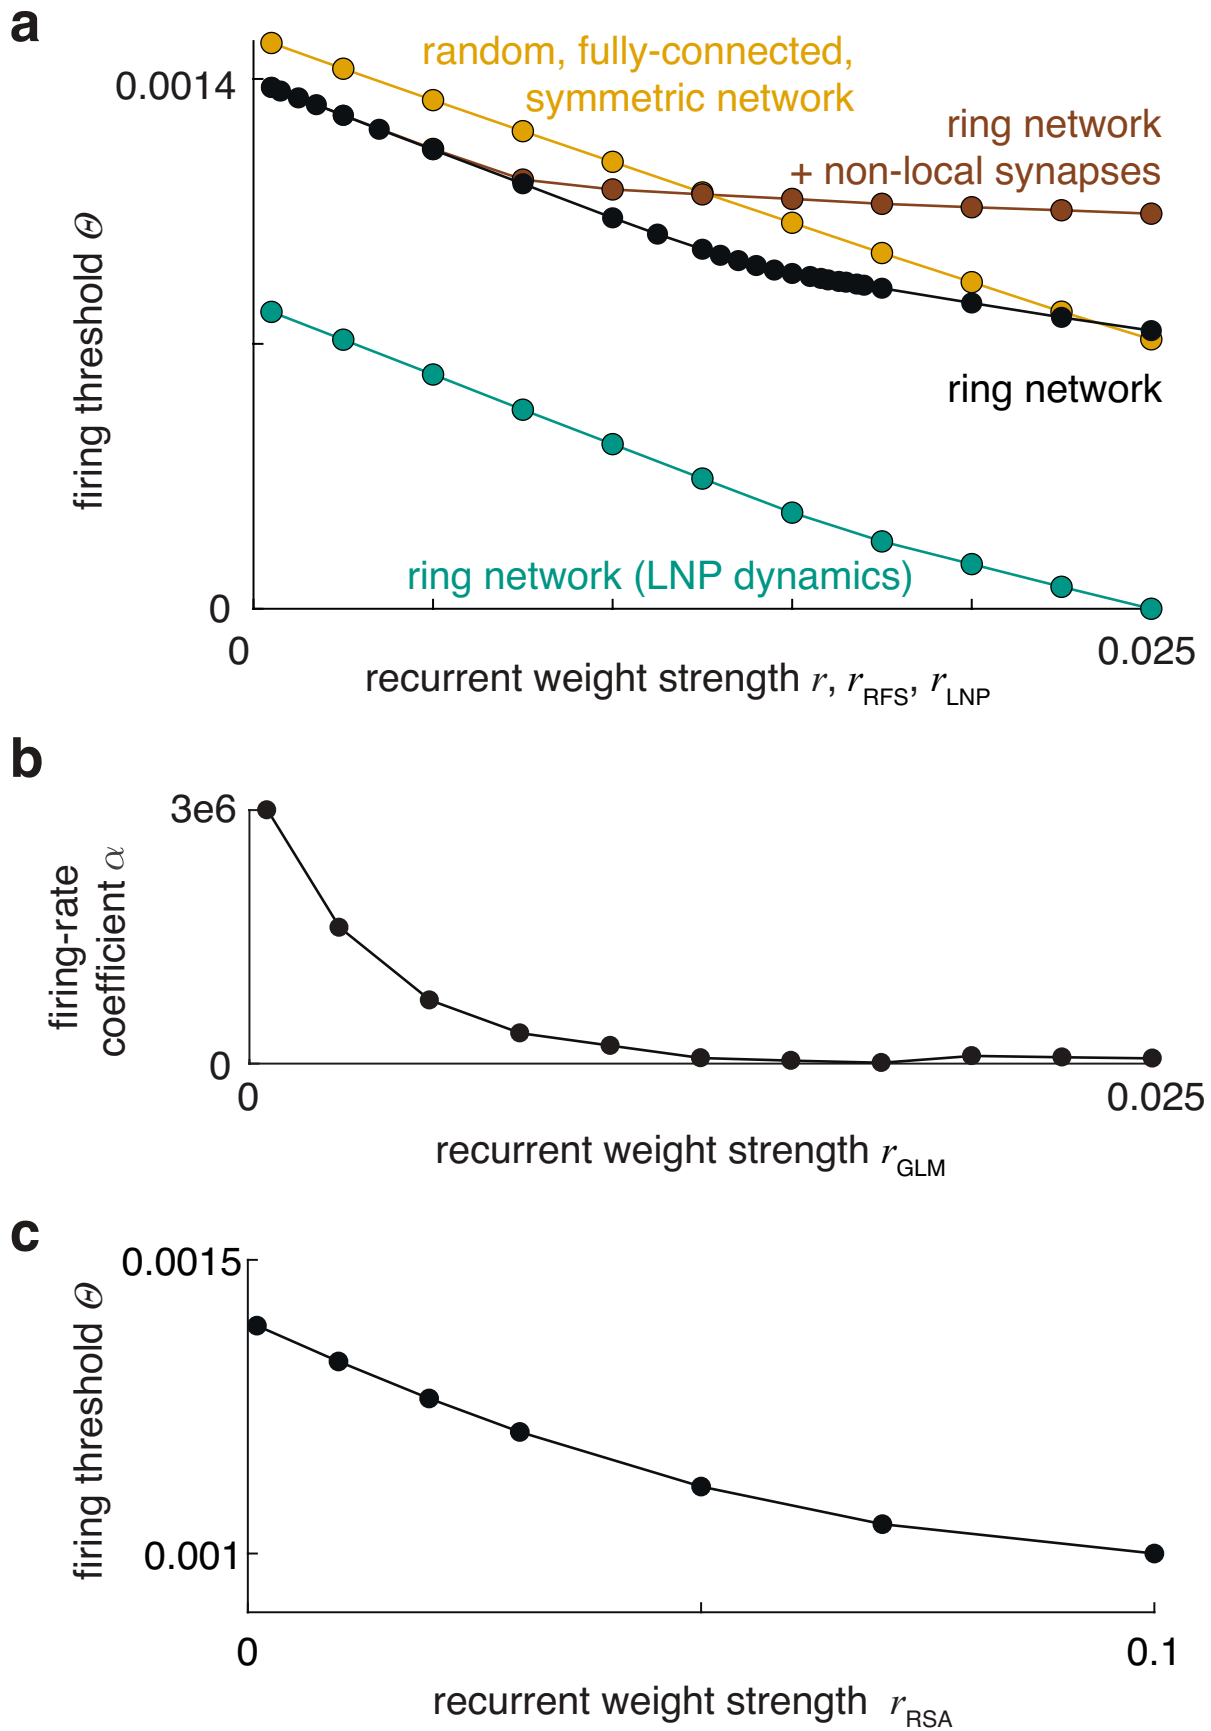 a
random, fully-connected,
symmetric network
0.0014
ring network
+ non-local synapses
firing threshold Θ
ring network
ring network (LNP dynamics)
0
0
0.025
recurrent weight strength r, rRFS, rLNP
b
3e6
firing-rate
coefficient α
0
0
0.025
recurrent weight strength rGLM
c
0.0015
firing threshold Θ
0.001
0
0.1
recurrent weight strength rRSA